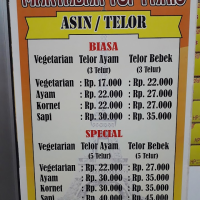 ASIN / TELOR
BIASA
Vegetarian Telor Ayam Telor Bebek
(3 Telur) (3 Telur)
Vegetarian : Rp. 17.000 - Rp. 22.000
Ayam : Rp. 22.000 - Rp. 27.000
Kornet : Rp. 22.000 - Rp. 27.000
Sapi : Rp. 30.000 - Rp. 35.000
SPECIAL
Vegetarian Telor Ayam Telor Bebek
(5 Telur) (5 Telur)
Vegetarian : Rp. 22.000 - Rp. 27.000
Ayam : Rp. 30.000 - Rp. 35.000
Kornet : Rp. 30.000 - Rp. 35.000
Sapi : Rp. 40.000 - Rp. 45.000